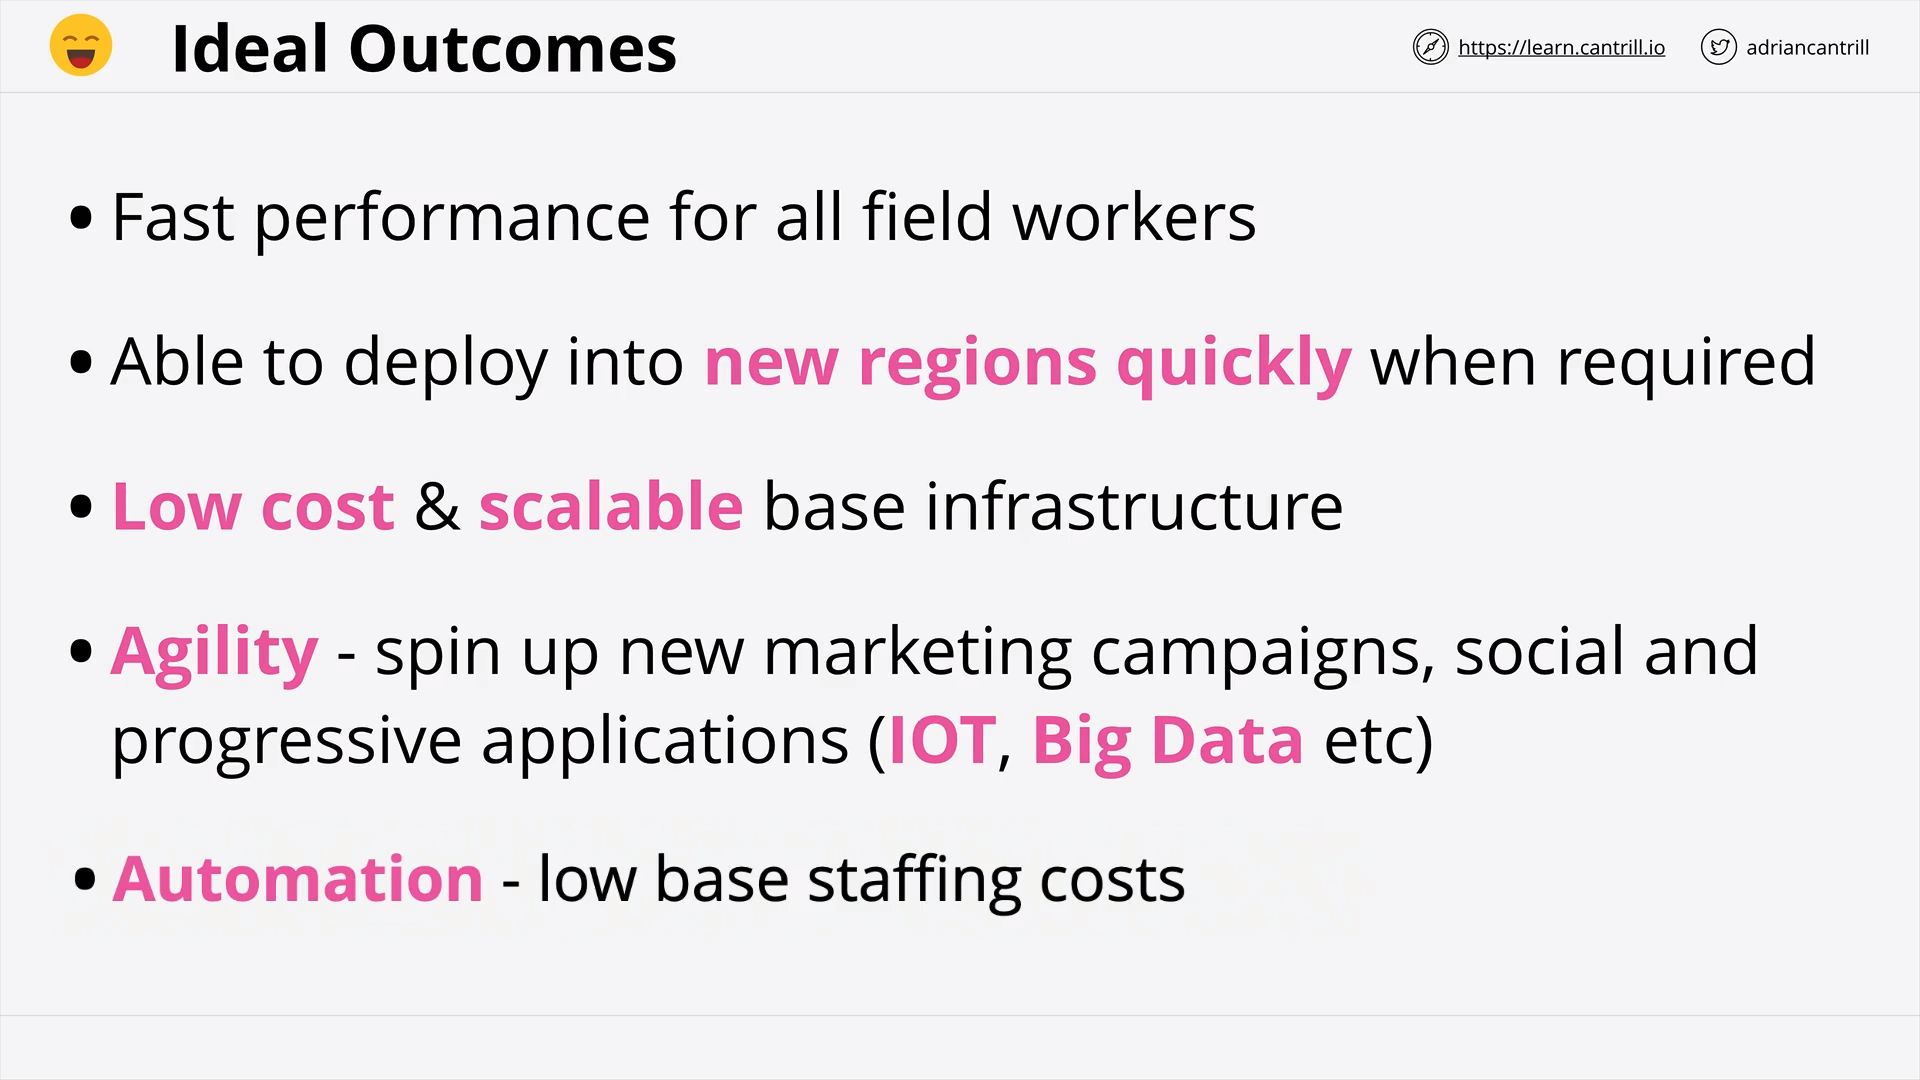 Ideal Outcomes
https://learn.cantrill.io
adriancantrill
• Fast performance for all field workers
• Able to deploy into new regions quickly when required
• Low cost & scalable base infrastructure
• Agility - spin up new marketing campaigns, social and
progressive applications (IOT, Big Data etc)
• Automation - low base staffing costs